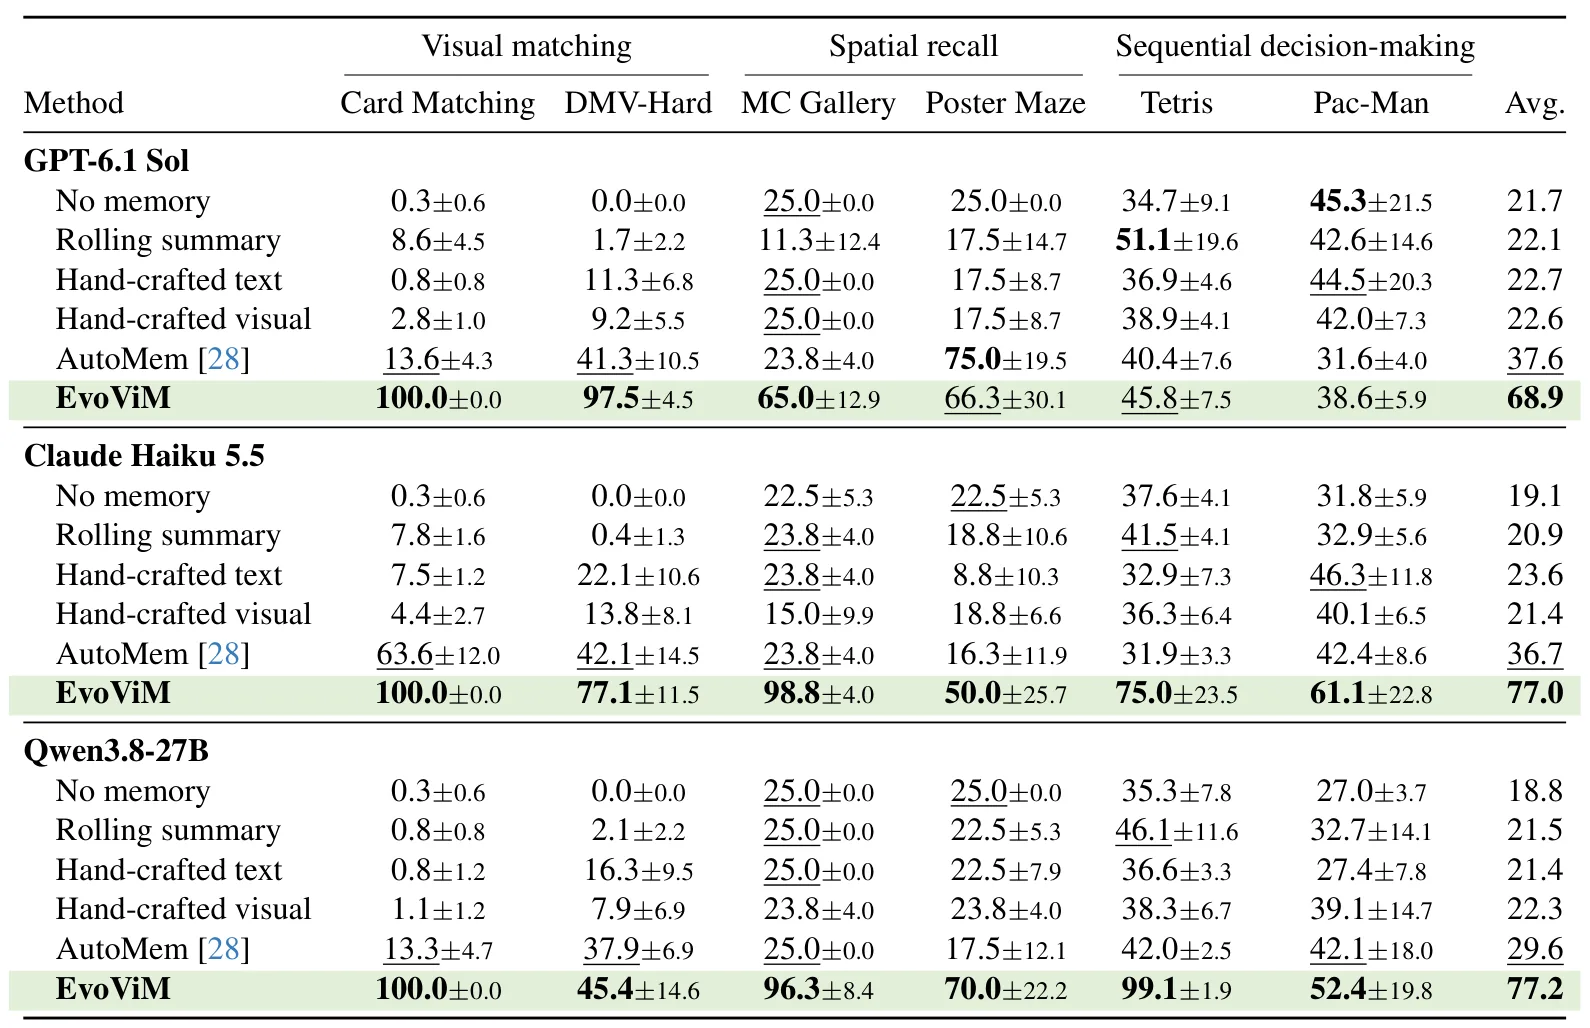 Visual matching Spatial recall Sequential decision-making
Method Card Matching DMV-Hard MC Gallery Poster Maze Tetris Pac-Man Avg.
GPT-6.1 Sol
No memory 0.3±0.6 0.0±0.0 25.0±0.0 25.0±0.0 34.7±9.1 45.3±21.5 21.7
Rolling summary 8.6±4.5 1.7±2.2 11.3±12.4 17.5±14.7 51.1±19.6 42.6±14.6 22.1
Hand-crafted text 0.8±0.8 11.3±6.8 25.0±0.0 17.5±8.7 36.9±4.6 44.5±20.3 22.7
Hand-crafted visual 2.8±1.0 9.2±5.5 25.0±0.0 17.5±8.7 38.9±4.1 42.0±7.3 22.6
AutoMem [28] 13.6±4.3 41.3±10.5 23.8±4.0 75.0±19.5 40.4±7.6 31.6±4.0 37.6
EvoViM 100.0±0.0 97.5±4.5 65.0±12.9 66.3±30.1 45.8±7.5 38.6±5.9 68.9
Claude Haiku 5.5
No memory 0.3±0.6 0.0±0.0 22.5±5.3 22.5±5.3 37.6±4.1 31.8±5.9 19.1
Rolling summary 7.8±1.6 0.4±1.3 23.8±4.0 18.8±10.6 41.5±4.1 32.9±5.6 20.9
Hand-crafted text 7.5±1.2 22.1±10.6 23.8±4.0 8.8±10.3 32.9±7.3 46.3±11.8 23.6
Hand-crafted visual 4.4±2.7 13.8±8.1 15.0±9.9 18.8±6.6 36.3±6.4 40.1±6.5 21.4
AutoMem [28] 63.6±12.0 42.1±14.5 23.8±4.0 16.3±11.9 31.9±3.3 42.4±8.6 36.7
EvoViM 100.0±0.0 77.1±11.5 98.8±4.0 50.0±25.7 75.0±23.5 61.1±22.8 77.0
Qwen3.8-27B
No memory 0.3±0.6 0.0±0.0 25.0±0.0 25.0±0.0 35.3±7.8 27.0±3.7 18.8
Rolling summary 0.8±0.8 2.1±2.2 25.0±0.0 22.5±5.3 46.1±11.6 32.7±14.1 21.5
Hand-crafted text 0.8±1.2 16.3±9.5 25.0±0.0 22.5±7.9 36.6±3.3 27.4±7.8 21.4
Hand-crafted visual 1.1±1.2 7.9±6.9 23.8±4.0 23.8±4.0 38.3±6.7 39.1±14.7 22.3
AutoMem [28] 13.3±4.7 37.9±6.9 25.0±0.0 17.5±12.1 42.0±2.5 42.1±18.0 29.6
EvoViM 100.0±0.0 45.4±14.6 96.3±8.4 70.0±22.2 99.1±1.9 52.4±19.8 77.2